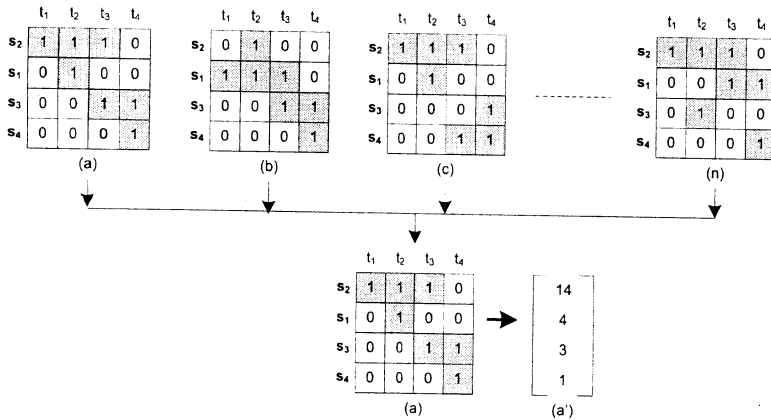 t1 t2 t3 t4
s2 1 1 1 0
s1 0 1 0 0
s3 0 0 1 1
s4 0 0 0 1
(a)
t1 t2 t3 t4
s2 0 1 0 0
s1 1 1 1 0
s3 0 0 1 1
s4 0 0 0 1
(b)
t1 t2 t3 t4
s2 1 1 1 0
s1 0 1 0 0
s3 0 0 0 1
s4 0 0 1 1
(c)
t1 t2 t3 t4
s2 1 1 1 0
s1 0 0 1 1
s3 0 1 0 0
s4 0 0 0 1
(n)
t1 t2 t3 t4
s2 1 1 1 0
s1 0 1 0 0
s3 0 0 1 1
s4 0 0 0 1
(a)
14
4
3
1
(a')